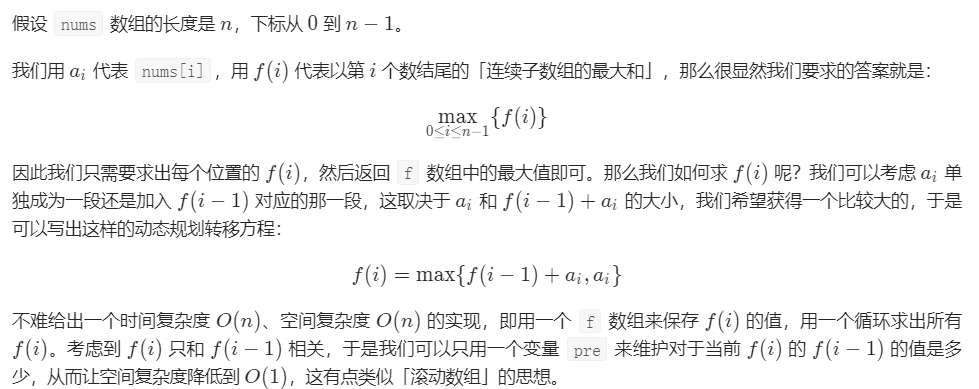 假设 nums 数组的长度是 n，下标从 0 到 n − 1。
我们用 a_i 代表 nums[i]，用 f(i) 代表以第 i 个数结尾的「连续子数组的最大和」，那么很显然我们要求的答案就是：
max_{0≤i≤n−1}{f(i)}
因此我们只需要求出每个位置的 f(i)，然后返回 f 数组中的最大值即可。那么我们如何求 f(i) 呢？我们可以考虑 a_i 单
独成为一段还是加入 f(i − 1) 对应的那一段，这取决于 a_i 和 f(i − 1) + a_i 的大小，我们希望获得一个比较大的，于是
可以写出这样的动态规划转移方程：
f(i) = max{f(i − 1) + a_i, a_i}
不难给出一个时间复杂度 O(n)、空间复杂度 O(n) 的实现，即用一个 f 数组来保存 f(i) 的值，用一个循环求出所有
f(i)。考虑到 f(i) 只和 f(i − 1) 相关，于是我们可以只用一个变量 pre 来维护对于当前 f(i) 的 f(i − 1) 的值是多
少，从而让空间复杂度降低到 O(1)，这有点类似「滚动数组」的思想。